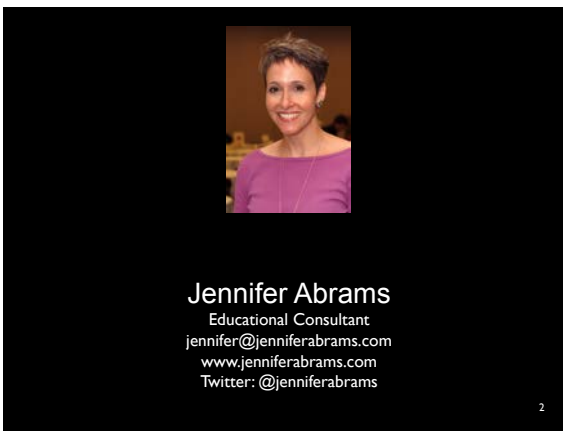 Jennifer Abrams
Educational Consultant
jennifer@jenniferabrams.com
www.jenniferabrams.com
Twitter: @jenniferabrams
2